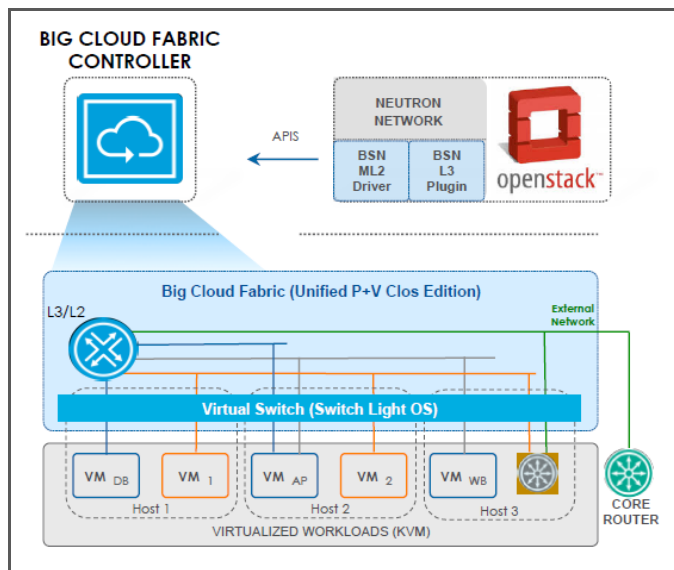 BIG CLOUD FABRIC
CONTROLLER
APIS
NEUTRON
NETWORK
BSN
ML2
Driver
BSN
L3
Plugin
openstack™
Big Cloud Fabric (Unified P+V Clos Edition)
L3/L2
External
Network
Virtual Switch (Switch Light OS)
VM DB
VM 1
VM AP
VM 2
VM WB
Host 1
Host 2
Host 3
CORE
ROUTER
VIRTUALIZED WORKLOADS (KVM)